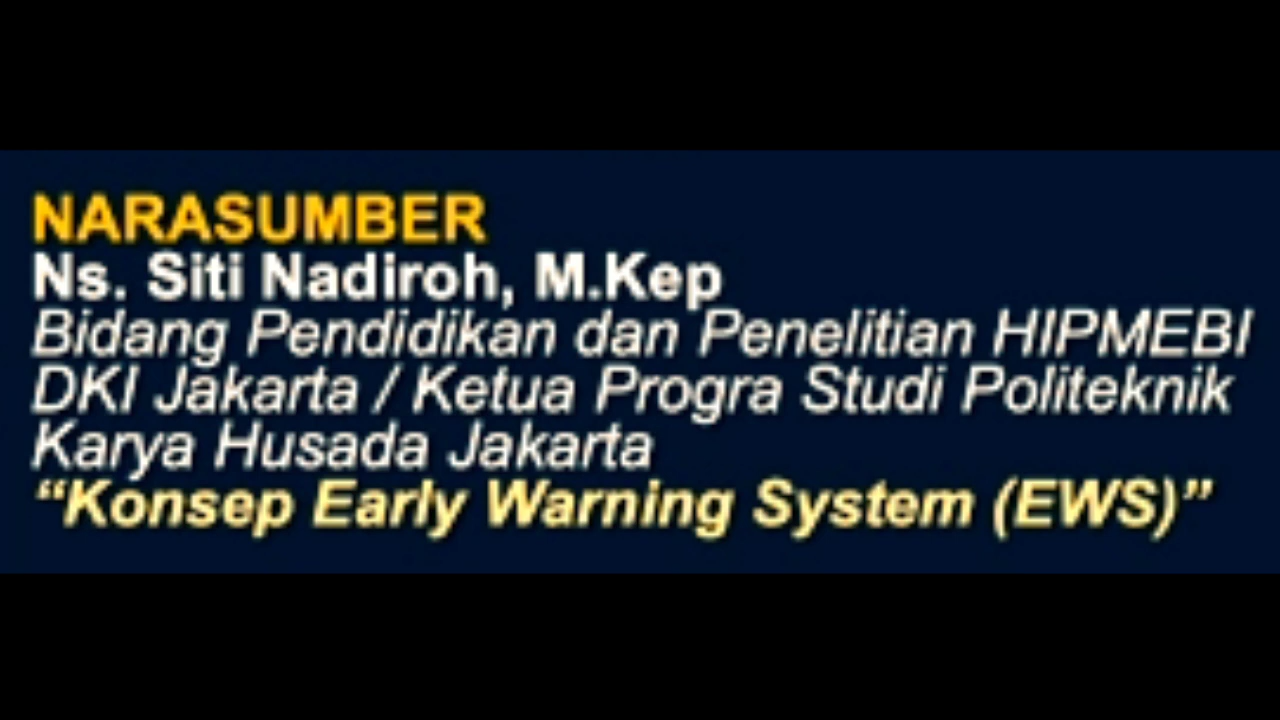 NARASUMBER
Ns. Siti Nadiroh, M.Kep
Bidang Pendidikan dan Penelitian HIPMEBI
DKI Jakarta / Ketua Progra Studi Politeknik
Karya Husada Jakarta
“Konsep Early Warning System (EWS)”